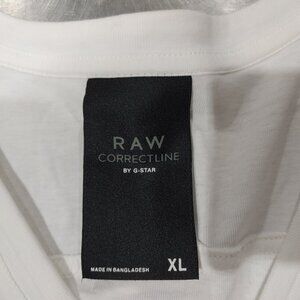 RAW
CORRECTLINE
BY G-STAR
MADE IN BANGLADESH
XL